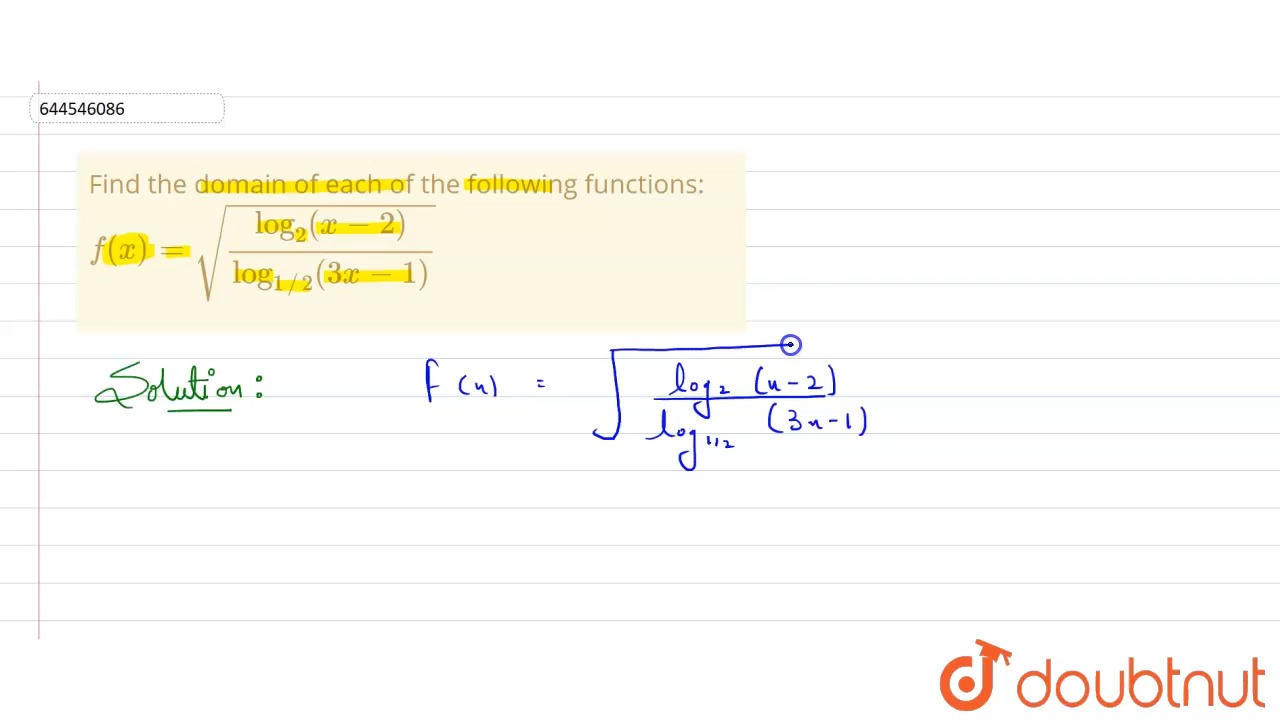 644546086
Find the domain of each of the following functions:
f(x) = √(log₂(x − 2) / log₁/₂(3x − 1))
Solution: f(x) = √(log₂ (x − 2) / log₁/₂ (3x − 1))
doubtnut